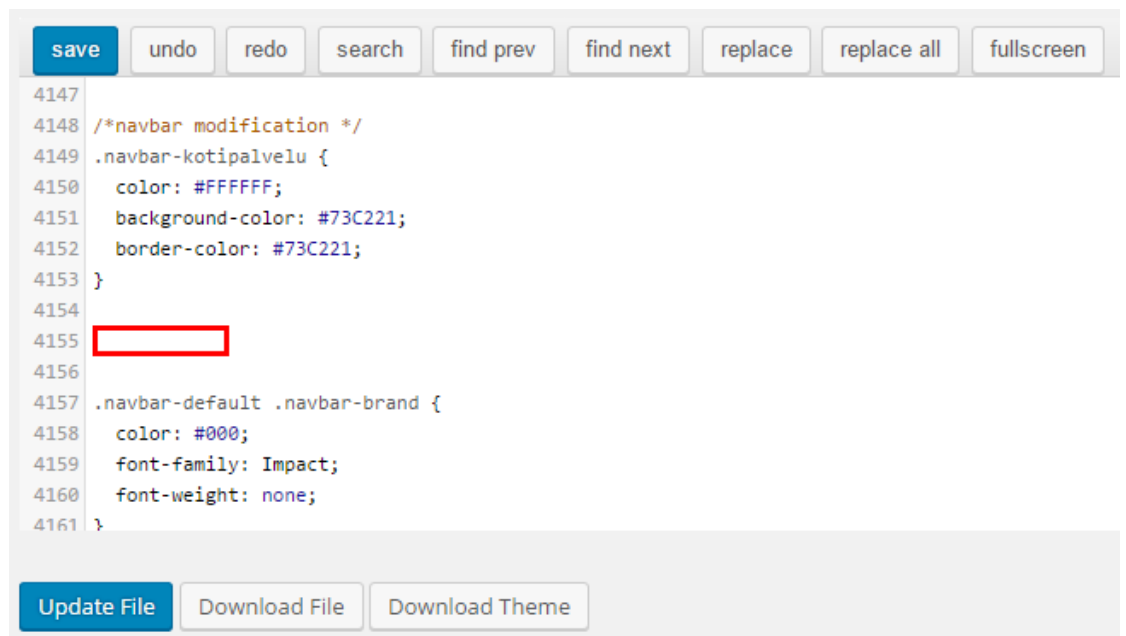 save undo redo search find prev find next replace replace all fullscreen
4147
4148 /*navbar modification */
4149 .navbar-kotipalvelu {
4150 color: #FFFFFF;
4151 background-color: #73C221;
4152 border-color: #73C221;
4153 }
4154
4155
4156
4157 .navbar-default .navbar-brand {
4158 color: #000;
4159 font-family: Impact;
4160 font-weight: none;
4161 }
Update File Download File Download Theme